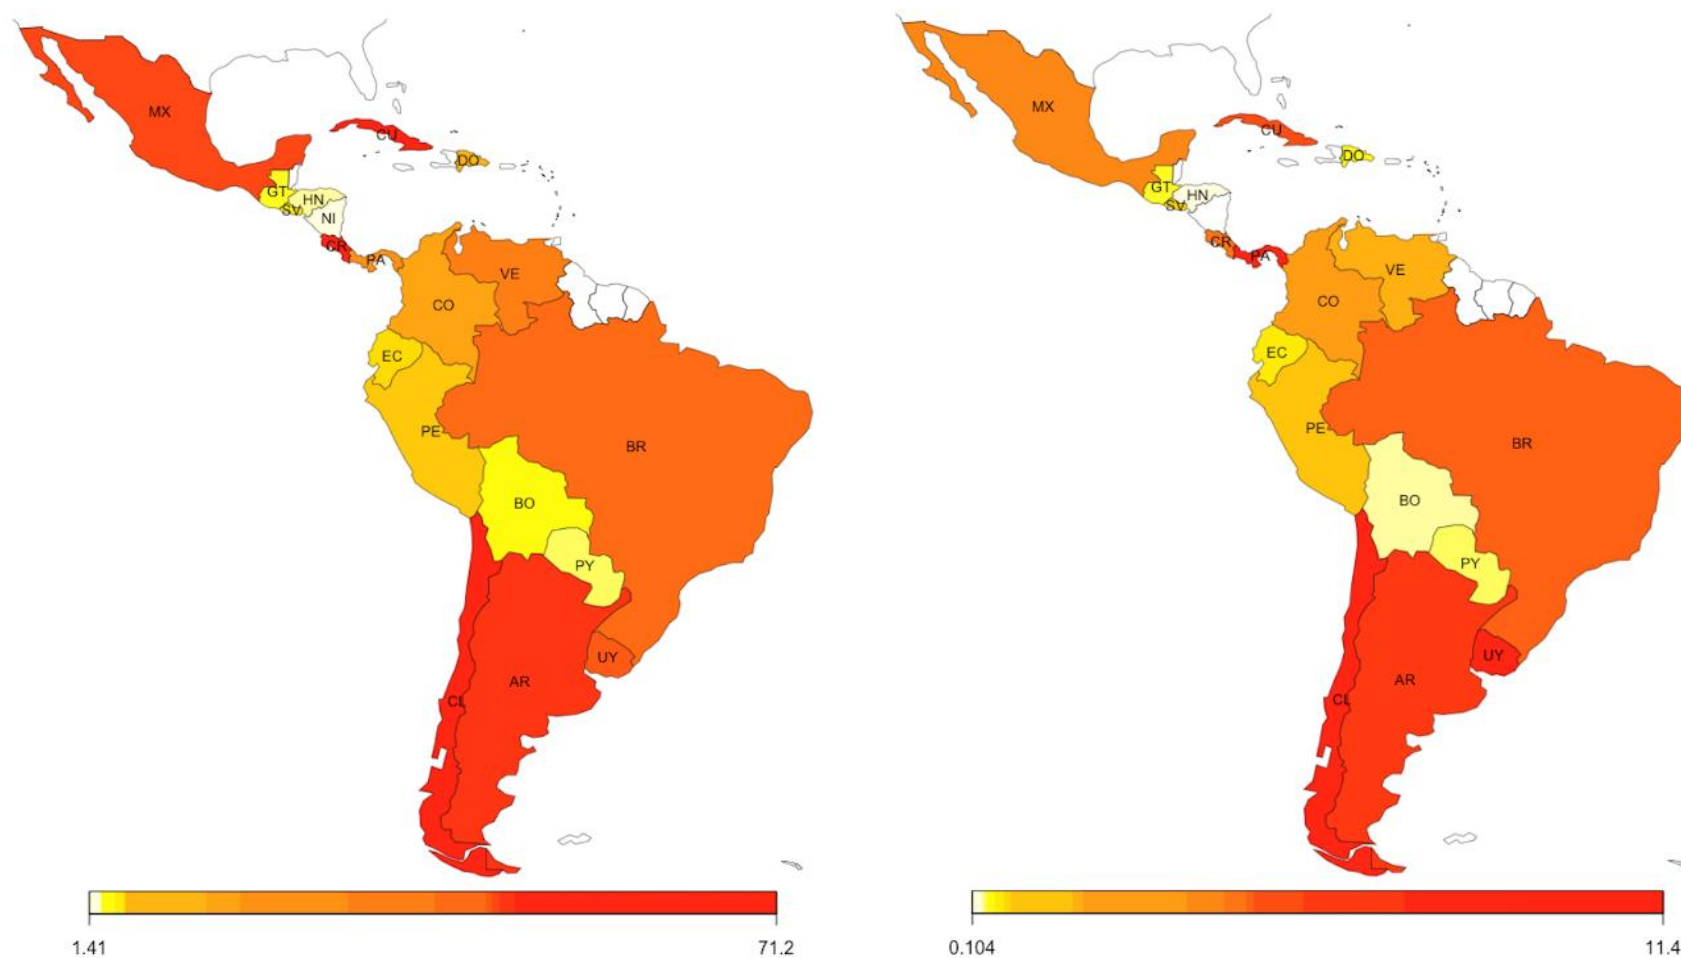 MX
CU
DO
GT
HN
SV
NI
CR
PA
VE
CO
EC
PE
BR
BO
PY
UY
AR
CL
1.41
71.2
MX
CU
DO
GT
HN
SV
CR
PA
VE
CO
EC
PE
BR
BO
PY
UY
AR
CL
0.104
11.4